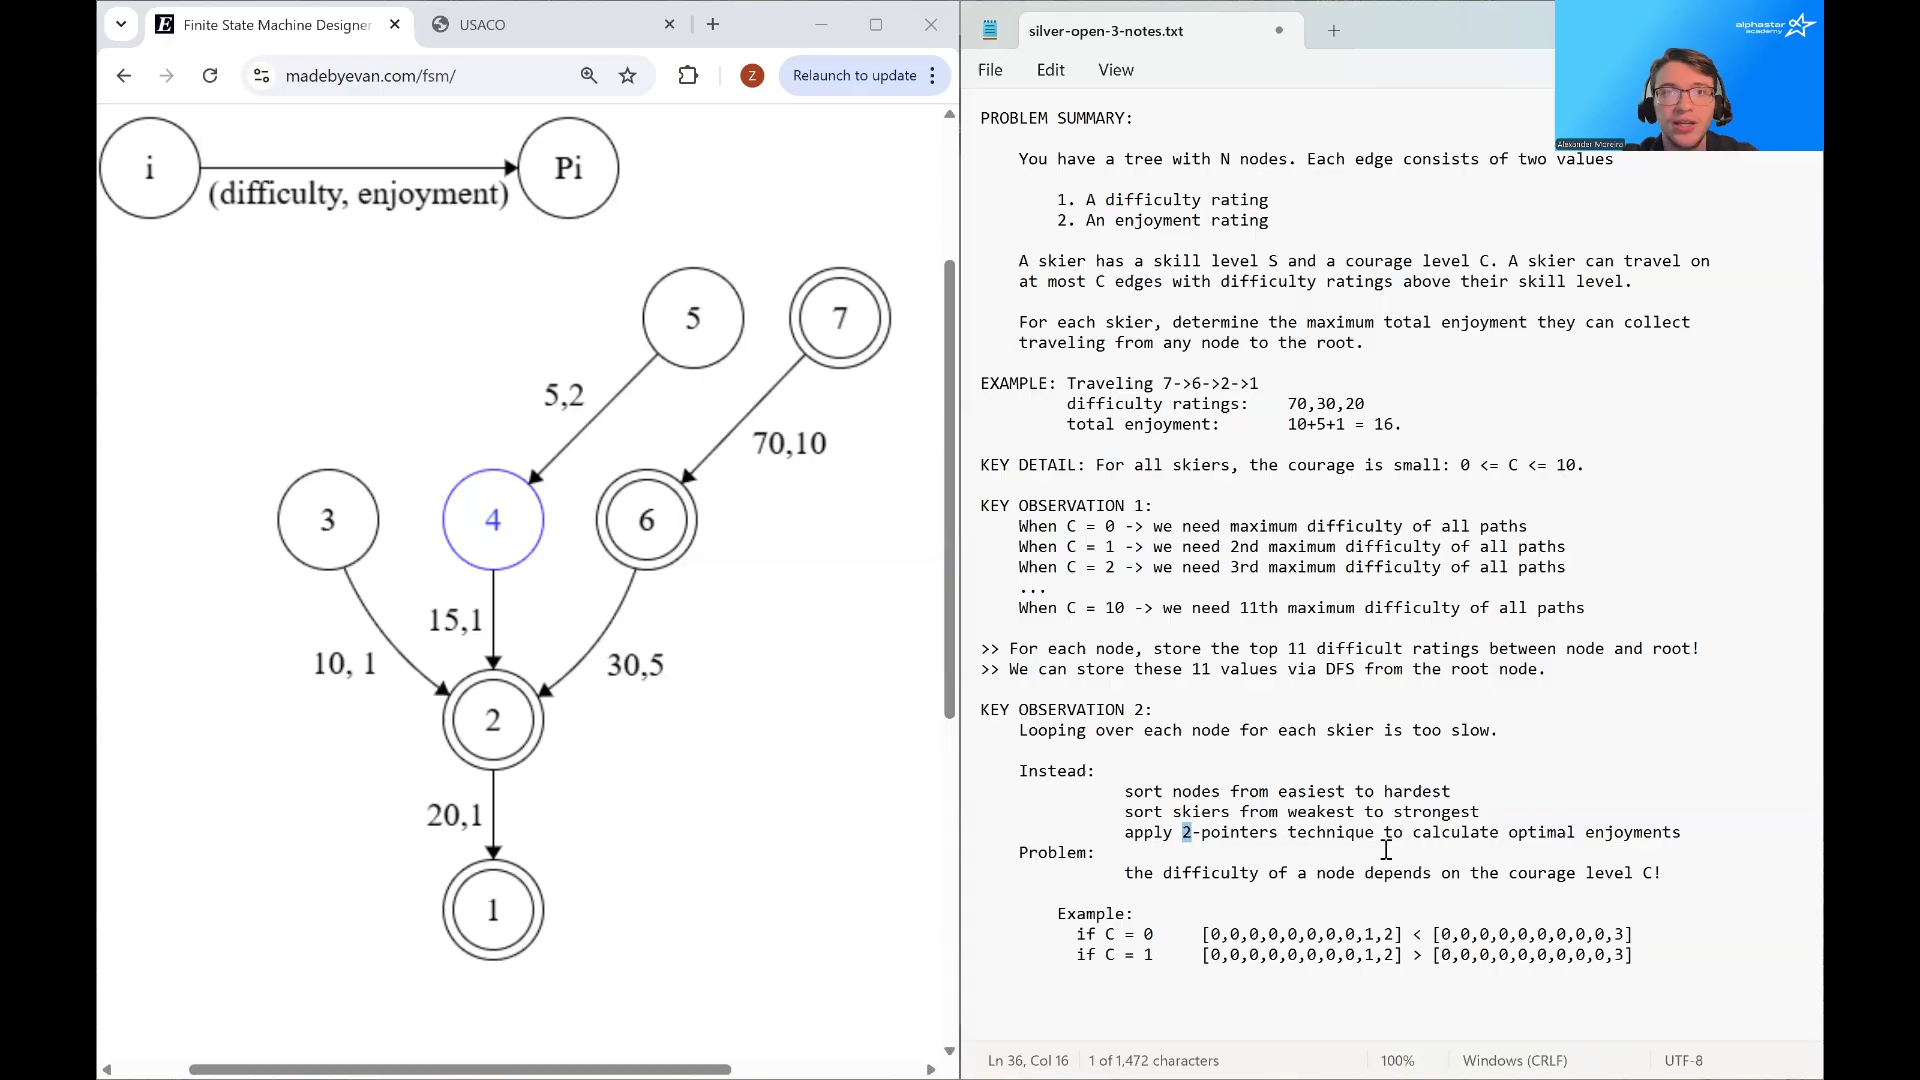 Finite State Machine Designer
USACO
madebyevan.com/fsm/
Z
Relaunch to update
i
Pi
(difficulty, enjoyment)
5
7
5,2
70,10
3
4
6
15,1
10, 1
30,5
2
20,1
1
silver-open-3-notes.txt
File Edit View
alphastar
academy
Alexander Moreira
PROBLEM SUMMARY:
You have a tree with N nodes. Each edge consists of two values
1. A difficulty rating
2. An enjoyment rating
A skier has a skill level S and a courage level C. A skier can travel on
at most C edges with difficulty ratings above their skill level.
For each skier, determine the maximum total enjoyment they can collect
traveling from any node to the root.
EXAMPLE: Traveling 7->6->2->1
difficulty ratings: 70,30,20
total enjoyment: 10+5+1 = 16.
KEY DETAIL: For all skiers, the courage is small: 0 <= C <= 10.
KEY OBSERVATION 1:
When C = 0 -> we need maximum difficulty of all paths
When C = 1 -> we need 2nd maximum difficulty of all paths
When C = 2 -> we need 3rd maximum difficulty of all paths
...
When C = 10 -> we need 11th maximum difficulty of all paths
>> For each node, store the top 11 difficult ratings between node and root!
>> We can store these 11 values via DFS from the root node.
KEY OBSERVATION 2:
Looping over each node for each skier is too slow.
Instead:
sort nodes from easiest to hardest
sort skiers from weakest to strongest
apply 2-pointers technique to calculate optimal enjoyments
Problem:
the difficulty of a node depends on the courage level C!
Example:
if C = 0 [0,0,0,0,0,0,0,0,1,2] < [0,0,0,0,0,0,0,0,0,3]
if C = 1 [0,0,0,0,0,0,0,0,1,2] > [0,0,0,0,0,0,0,0,0,3]
Ln 36, Col 16 1 of 1,472 characters 100% Windows (CRLF) UTF-8